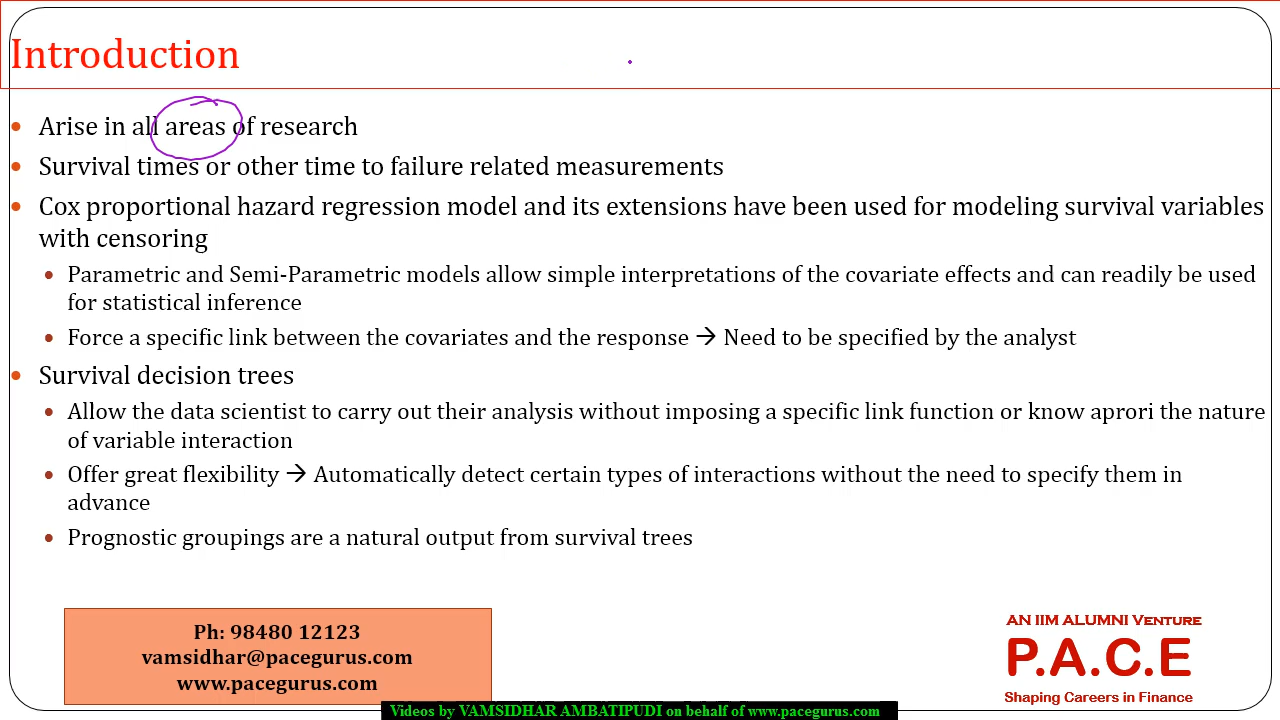 Introduction
• Arise in all areas of research
• Survival times or other time to failure related measurements
• Cox proportional hazard regression model and its extensions have been used for modeling survival variables
with censoring
• Parametric and Semi-Parametric models allow simple interpretations of the covariate effects and can readily be used
for statistical inference
• Force a specific link between the covariates and the response → Need to be specified by the analyst
• Survival decision trees
• Allow the data scientist to carry out their analysis without imposing a specific link function or know aprori the nature
of variable interaction
• Offer great flexibility → Automatically detect certain types of interactions without the need to specify them in
advance
• Prognostic groupings are a natural output from survival trees
Ph: 98480 12123
vamsidhar@pacegurus.com
www.pacegurus.com
AN IIM ALUMNI VENTURE
P.A.C.E
Shaping Careers in Finance
Videos by VAMSIDHAR AMBATIPUDI on behalf of www.pacegurus.com